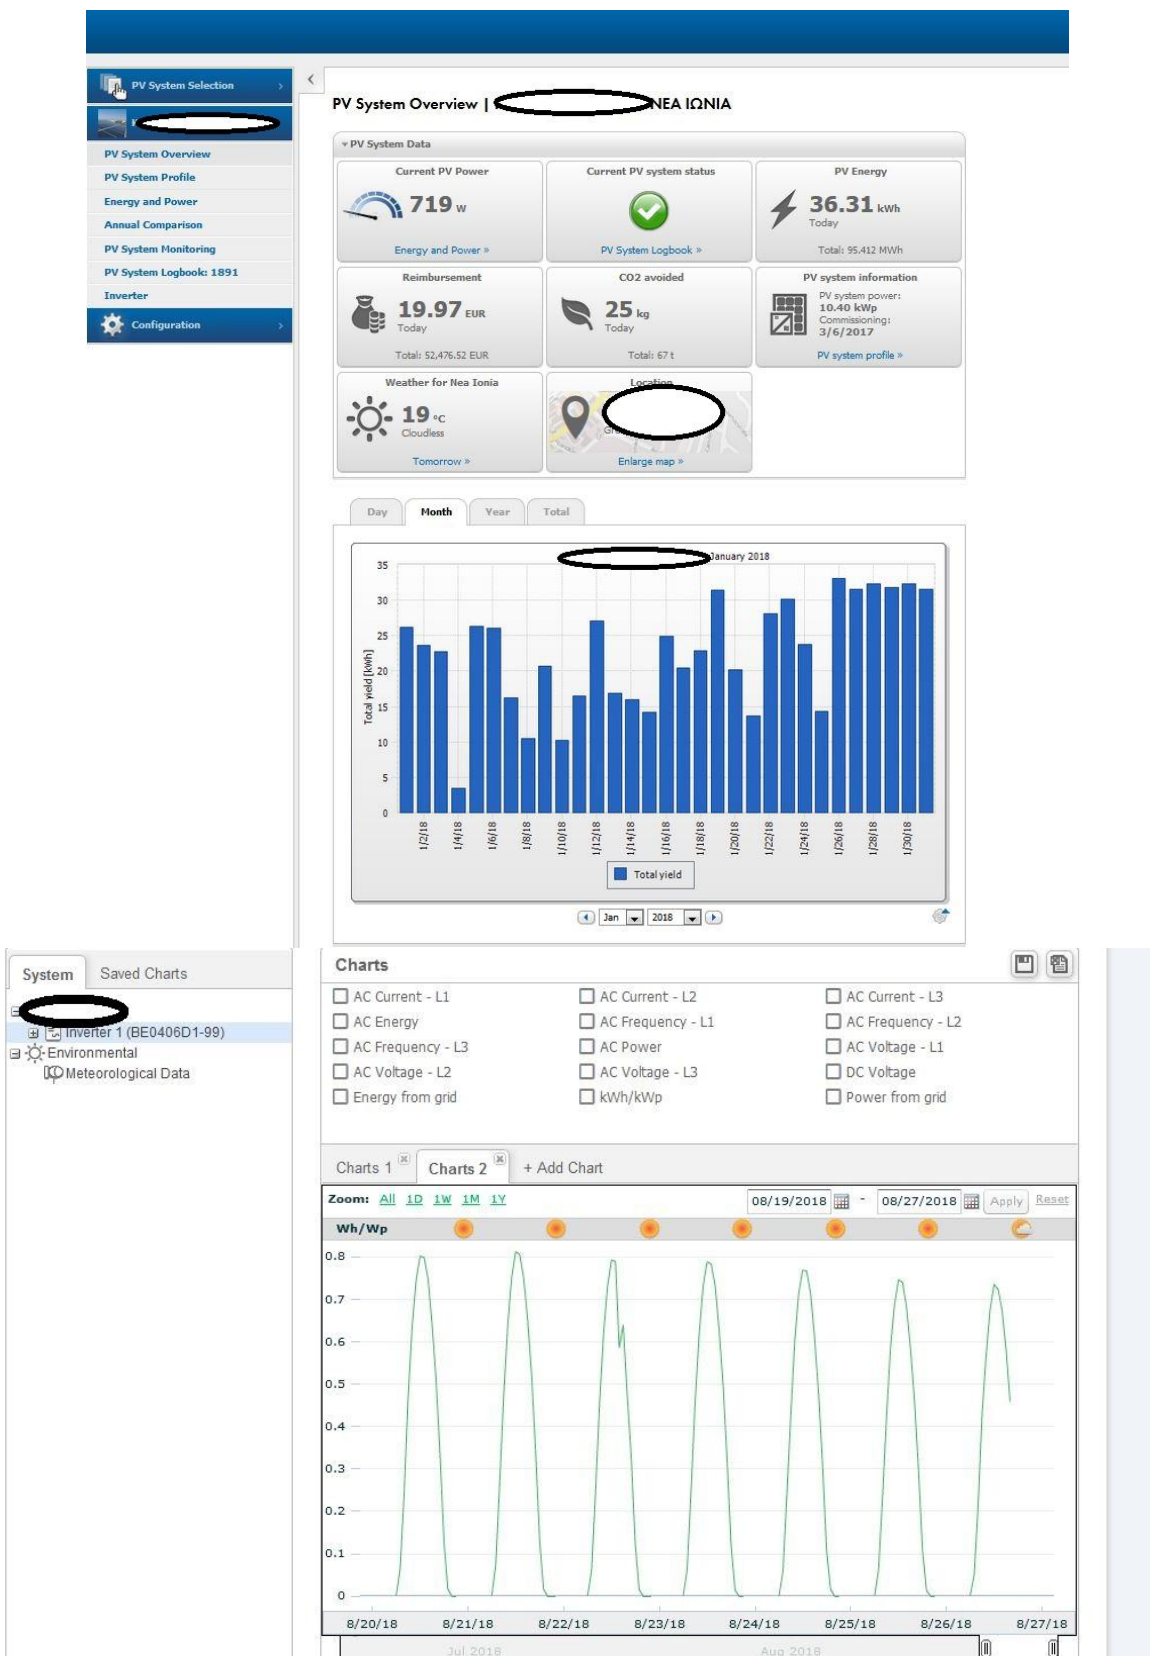 PV System Selection
PV System Overview | ΝΕΑ ΙΩΝΙΑ
PV System Overview
PV System Profile
Energy and Power
Annual Comparison
PV System Monitoring
PV System Logbook: 1891
Inverter
Configuration
PV System Data
Current PV Power
719 W
Energy and Power »
Current PV system status
PV System Logbook »
PV Energy
36.31 kWh
Today
Total: 95.412 MWh
Reimbursement
19.97 EUR
Today
Total: 52,476.52 EUR
CO2 avoided
25 kg
Today
Total: 67 t
PV system information
PV system power:
10.40 kWp
Commissioning:
3/6/2017
PV system profile »
Weather for Nea Ionia
19 °C
Cloudless
Tomorrow »
Location
Enlarge map »
Day Month Year Total
January 2018
Total yield [kWh]
35
30
25
20
15
10
5
0
1/2/18 1/4/18 1/6/18 1/8/18 1/10/18 1/12/18 1/14/18 1/16/18 1/18/18 1/20/18 1/22/18 1/24/18 1/26/18 1/28/18 1/30/18
Total yield
Jan 2018
System Saved Charts
Inverter 1 (BE0406D1-99)
Environmental
Meteorological Data
Charts
AC Current - L1 AC Current - L2 AC Current - L3
AC Energy AC Frequency - L1 AC Frequency - L2
AC Frequency - L3 AC Power AC Voltage - L1
AC Voltage - L2 AC Voltage - L3 DC Voltage
Energy from grid kWh/kWp Power from grid
Charts 1 Charts 2 + Add Chart
Zoom: All 1D 1W 1M 1Y 08/19/2018 - 08/27/2018 Apply Reset
Wh/Wp
0.8
0.7
0.6
0.5
0.4
0.3
0.2
0.1
0
8/20/18 8/21/18 8/22/18 8/23/18 8/24/18 8/25/18 8/26/18 8/27/18
Jul 2018 Aug 2018